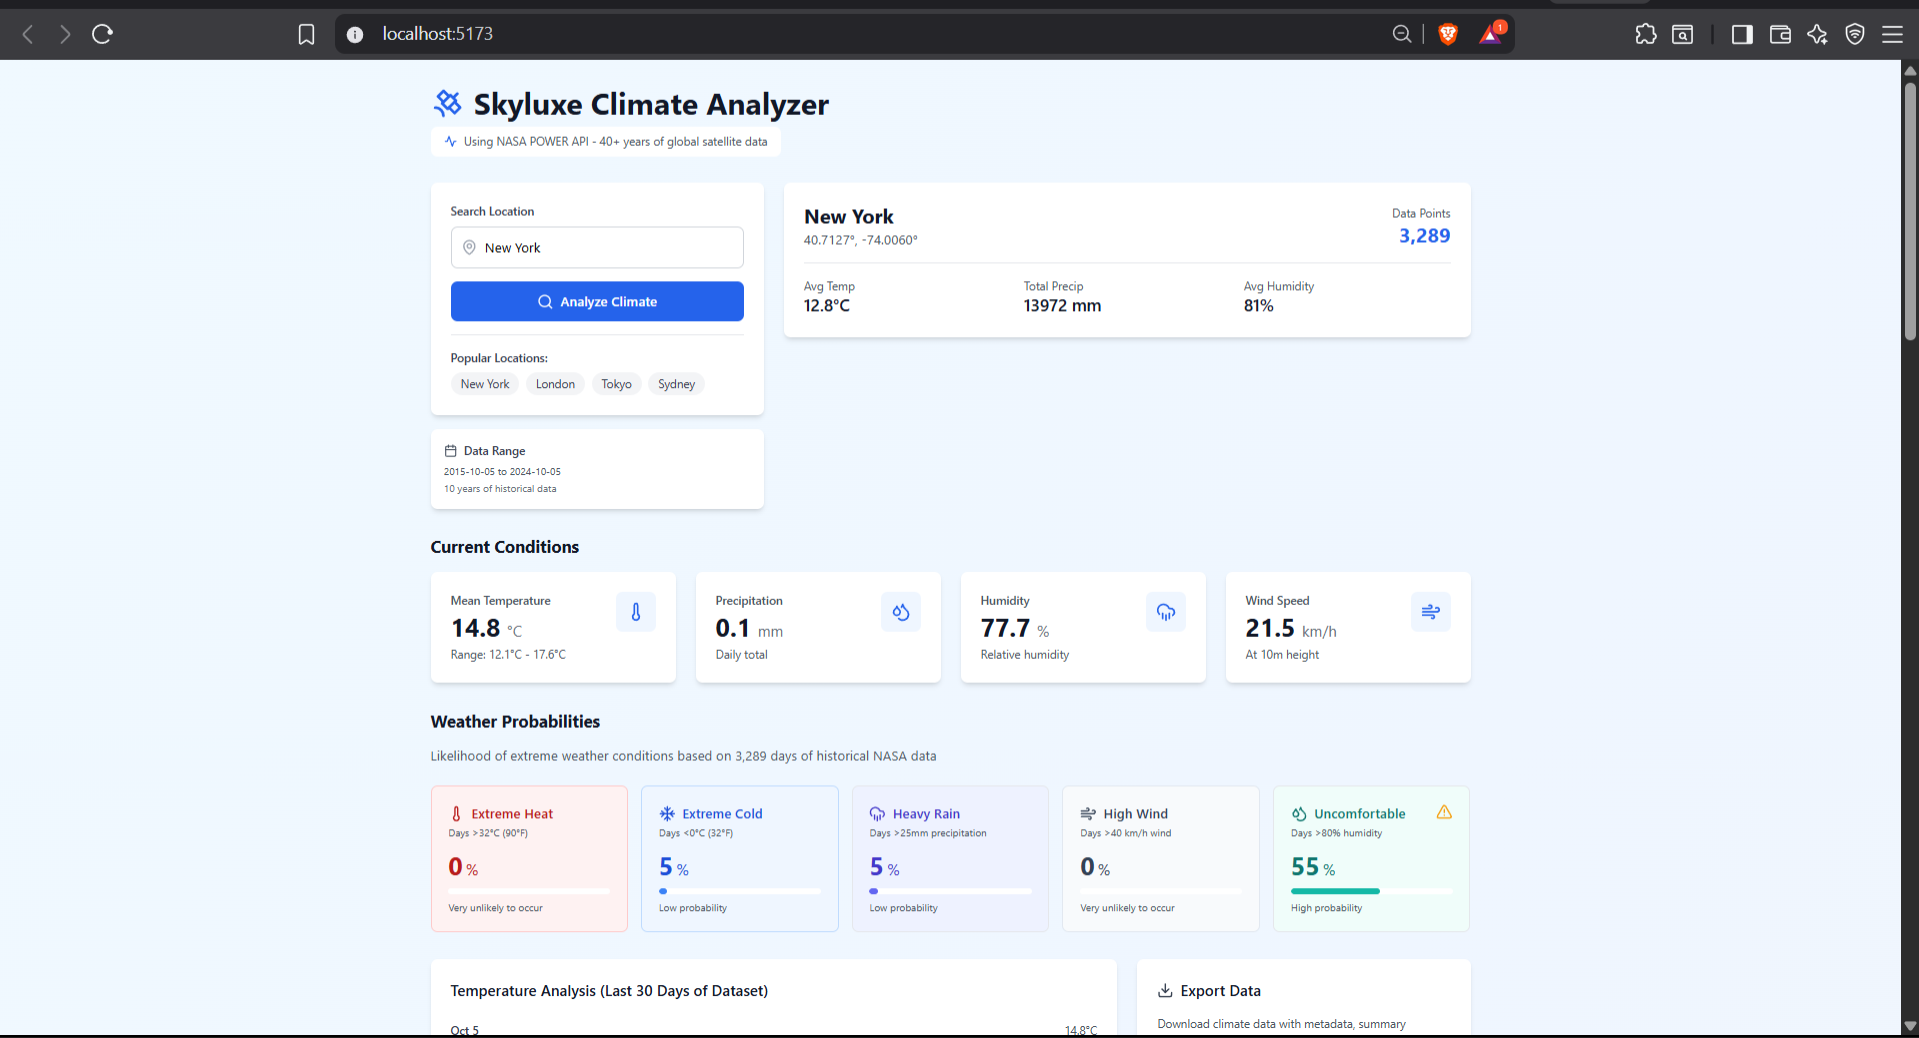 localhost:5173
1
Skyluxe Climate Analyzer
Using NASA POWER API - 40+ years of global satellite data
Search Location
New York
Analyze Climate
Popular Locations:
New York London Tokyo Sydney
New York
40.7127°, -74.0060°
Data Points
3,289
Avg Temp
12.8°C
Total Precip
13972 mm
Avg Humidity
81%
Data Range
2015-10-05 to 2024-10-05
10 years of historical data
Current Conditions
Mean Temperature
14.8 °C
Range: 12.1°C - 17.6°C
Precipitation
0.1 mm
Daily total
Humidity
77.7 %
Relative humidity
Wind Speed
21.5 km/h
At 10m height
Weather Probabilities
Likelihood of extreme weather conditions based on 3,289 days of historical NASA data
Extreme Heat
Days >32°C (90°F)
0 %
Very unlikely to occur
Extreme Cold
Days <0°C (32°F)
5 %
Low probability
Heavy Rain
Days >25mm precipitation
5 %
Low probability
High Wind
Days >40 km/h wind
0 %
Very unlikely to occur
Uncomfortable
Days >80% humidity
55 %
High probability
Temperature Analysis (Last 30 Days of Dataset)
Oct 5 14.8°C
Export Data
Download climate data with metadata, summary